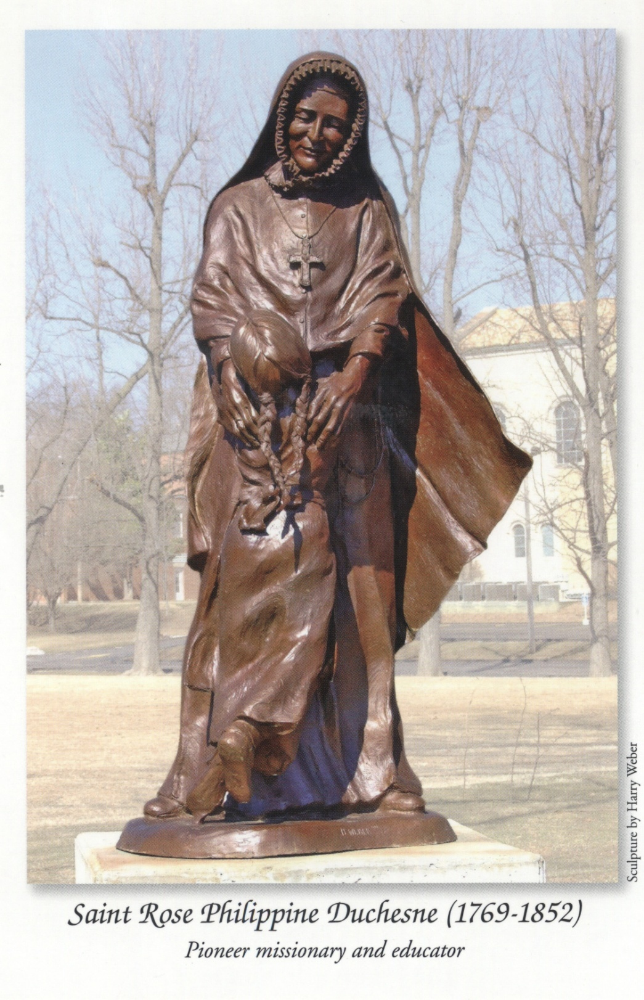 Saint Rose Philippine Duchesne (1769-1852)
Pioneer missionary and educator
Sculpture by Harry Weber